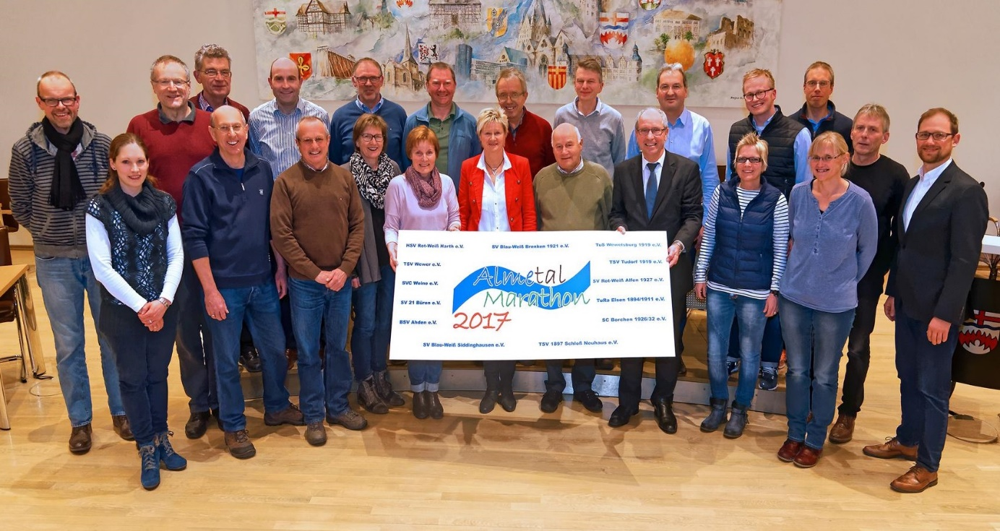 HSV Rot-Weiß Harth e.V.
SV Blau-Weiß Brenken 1921 e.V.
TuS Wewelsburg 1919 e.V.
TSV Wewer e.V.
TSV Tudorf 1919 e.V.
SVC Weine e.V.
SV Rot-Weiß Alfen 1927 e.V.
SV 21 Büren e.V.
TuRa Elsen 1894/1911 e.V.
BSV Ahden e.V.
SC Borchen 1926/32 e.V.
Almetal
Marathon
2017
SV Blau-Weiß Siddinghausen e.V.
TSV 1897 Schloß Neuhaus e.V.